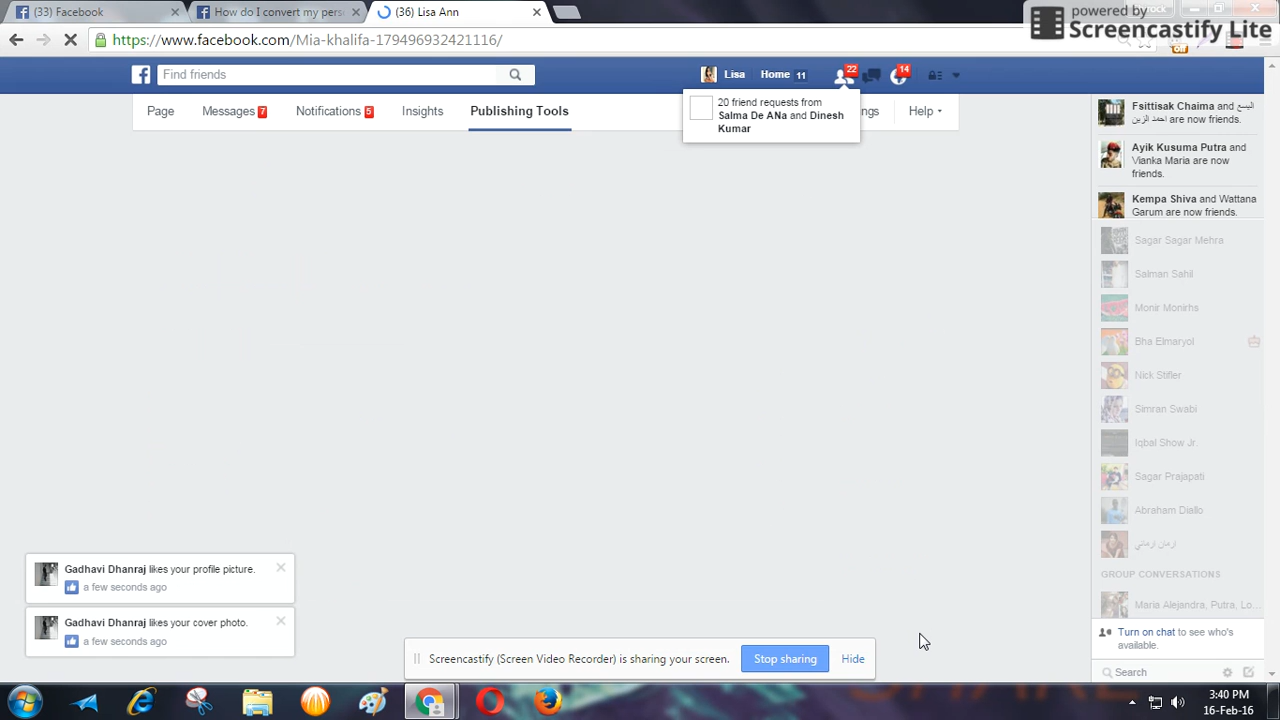 (33) Facebook
How do I convert my pers
(36) Lisa Ann
powered by
Screencastify Lite
https://www.facebook.com/Mia-khalifa-179496932421116/
off
Find friends
Lisa
Home 11
22
14
Page
Messages 7
Notifications 5
Insights
Publishing Tools
ngs
Help
20 friend requests from
Salma De ANa and Dinesh
Kumar
Fsittisak Chaima and اليسع
احمد الزين are now friends.
Ayik Kusuma Putra and
Vianka Maria are now
friends.
Kempa Shiva and Wattana
Garum are now friends.
Sagar Sagar Mehra
Salman Sahil
Monir Monirhs
Bha Elmaryol
Nick Stifler
Simran Swabi
Iqbal Show Jr.
Sagar Prajapati
Abraham Diallo
ارمان ارماني
GROUP CONVERSATIONS
Maria Alejandra, Putra, Lo...
Turn on chat to see who's
available.
Search
Gadhavi Dhanraj likes your profile picture.
a few seconds ago
Gadhavi Dhanraj likes your cover photo.
a few seconds ago
Screencastify (Screen Video Recorder) is sharing your screen.
Stop sharing
Hide
3:40 PM
16-Feb-16